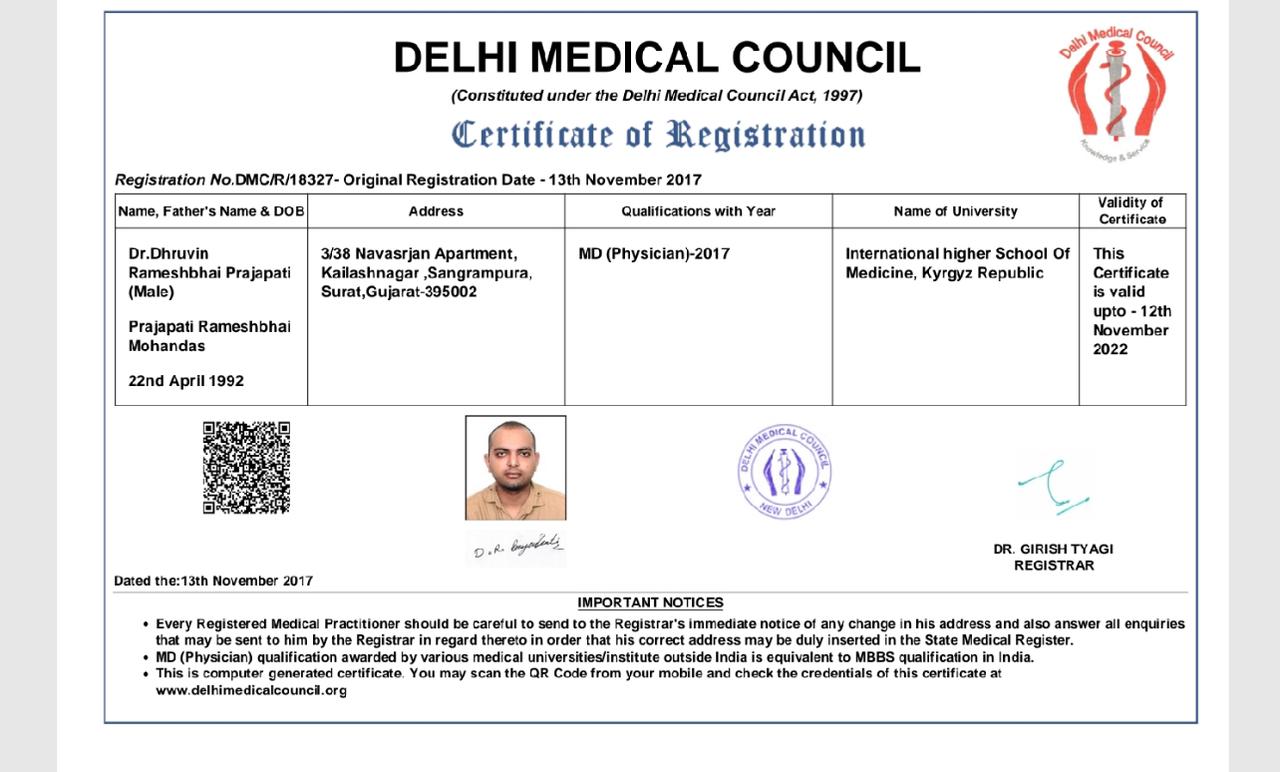 DELHI MEDICAL COUNCIL
(Constituted under the Delhi Medical Council Act, 1997)
Certificate of Registration
Delhi Medical Council
Knowledge & Service
Registration No.DMC/R/18327- Original Registration Date - 13th November 2017
Name, Father's Name & DOB
Address
Qualifications with Year
Name of University
Validity of
Certificate
Dr.Dhruvin
Rameshbhai Prajapati
(Male)
Prajapati Rameshbhai
Mohandas
22nd April 1992
3/38 Navasrjan Apartment,
Kailashnagar ,Sangrampura,
Surat,Gujarat-395002
MD (Physician)-2017
International higher School Of
Medicine, Kyrgyz Republic
This
Certificate
is valid
upto - 12th
November
2022
DELHI MEDICAL COUNCIL
NEW DELHI
D.R.
DR. GIRISH TYAGI
REGISTRAR
Dated the:13th November 2017
IMPORTANT NOTICES
• Every Registered Medical Practitioner should be careful to send to the Registrar's immediate notice of any change in his address and also answer all enquiries
that may be sent to him by the Registrar in regard thereto in order that his correct address may be duly inserted in the State Medical Register.
• MD (Physician) qualification awarded by various medical universities/institute outside India is equivalent to MBBS qualification in India.
• This is computer generated certificate. You may scan the QR Code from your mobile and check the credentials of this certificate at
www.delhimedicalcouncil.org